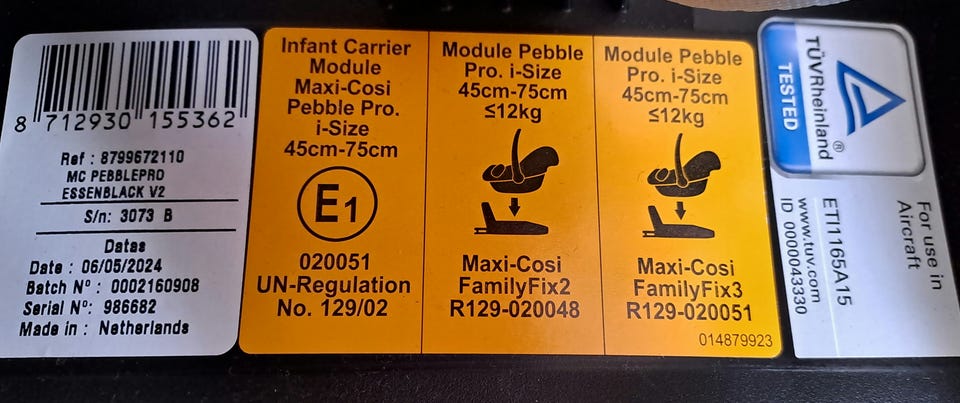 8 712930 155362
Ref : 8799672110
MC PEBBLEPRO
ESSENBLACK V2
S/n: 3073 B
Datas
Date : 06/05/2024
Batch Nº : 0002160908
Serial Nº: 986682
Made in : Netherlands
Infant Carrier
Module
Maxi-Cosi
Pebble Pro.
i-Size
45cm-75cm
E1
020051
UN-Regulation
No. 129/02
Module Pebble
Pro. i-Size
45cm-75cm
≤12kg
Maxi-Cosi
FamilyFix2
R129-020048
Module Pebble
Pro. i-Size
45cm-75cm
≤12kg
Maxi-Cosi
FamilyFix3
R129-020051
014879923
TÜVRheinland®
TESTED
For use in
Aircraft
ETI1165A15
www.tuv.com
ID 0000043330